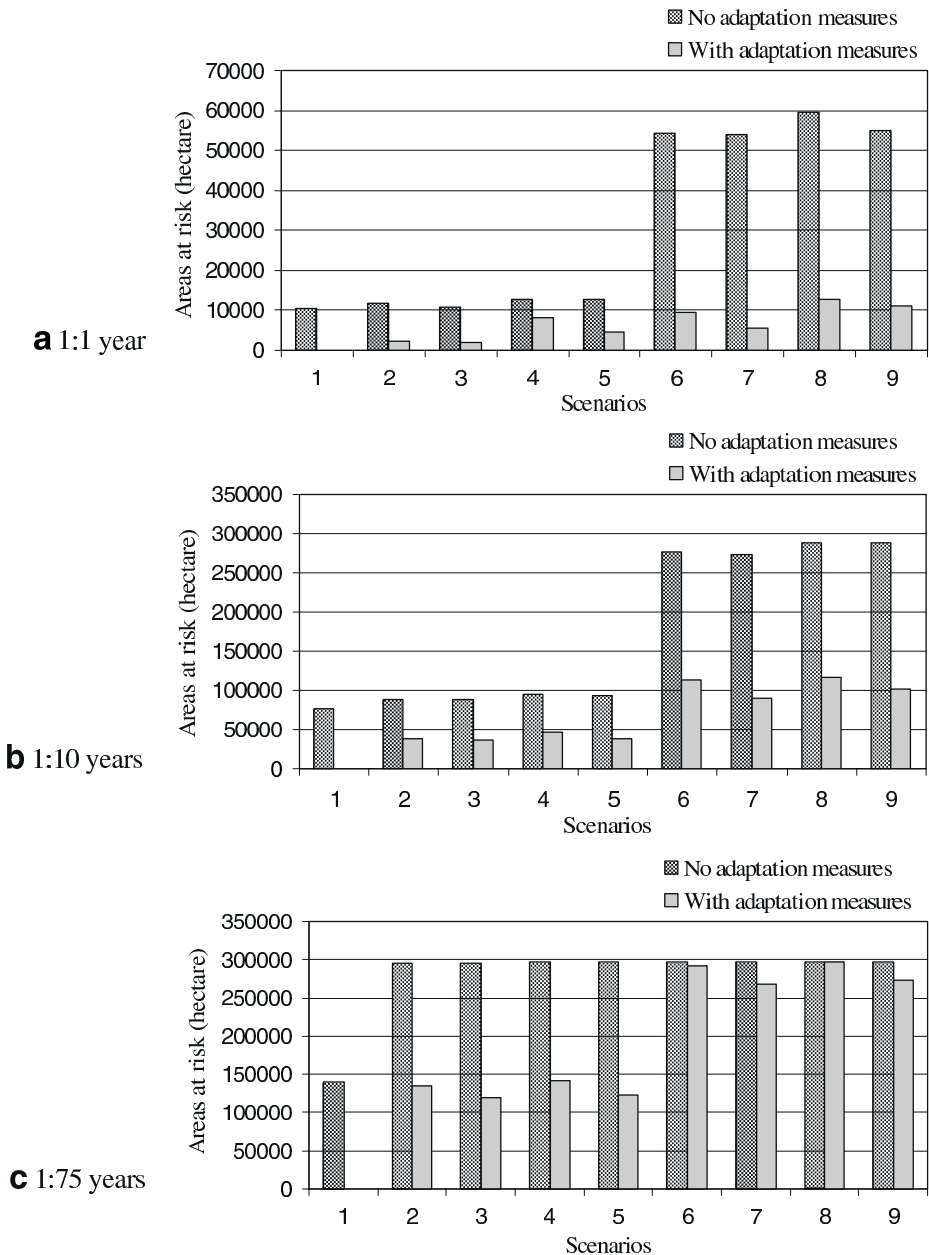 No adaptation measures
With adaptation measures
70000
60000
50000
40000
30000
20000
10000
0
Areas at risk (hectare)
a 1:1 year
1 2 3 4 5 6 7 8 9
Scenarios
No adaptation measures
With adaptation measures
350000
300000
250000
200000
150000
100000
50000
0
Areas at risk (hectare)
b 1:10 years
1 2 3 4 5 6 7 8 9
Scenarios
No adaptation measures
With adaptation measures
350000
300000
250000
200000
150000
100000
50000
0
Areas at risk (hectare)
c 1:75 years
1 2 3 4 5 6 7 8 9
Scenarios